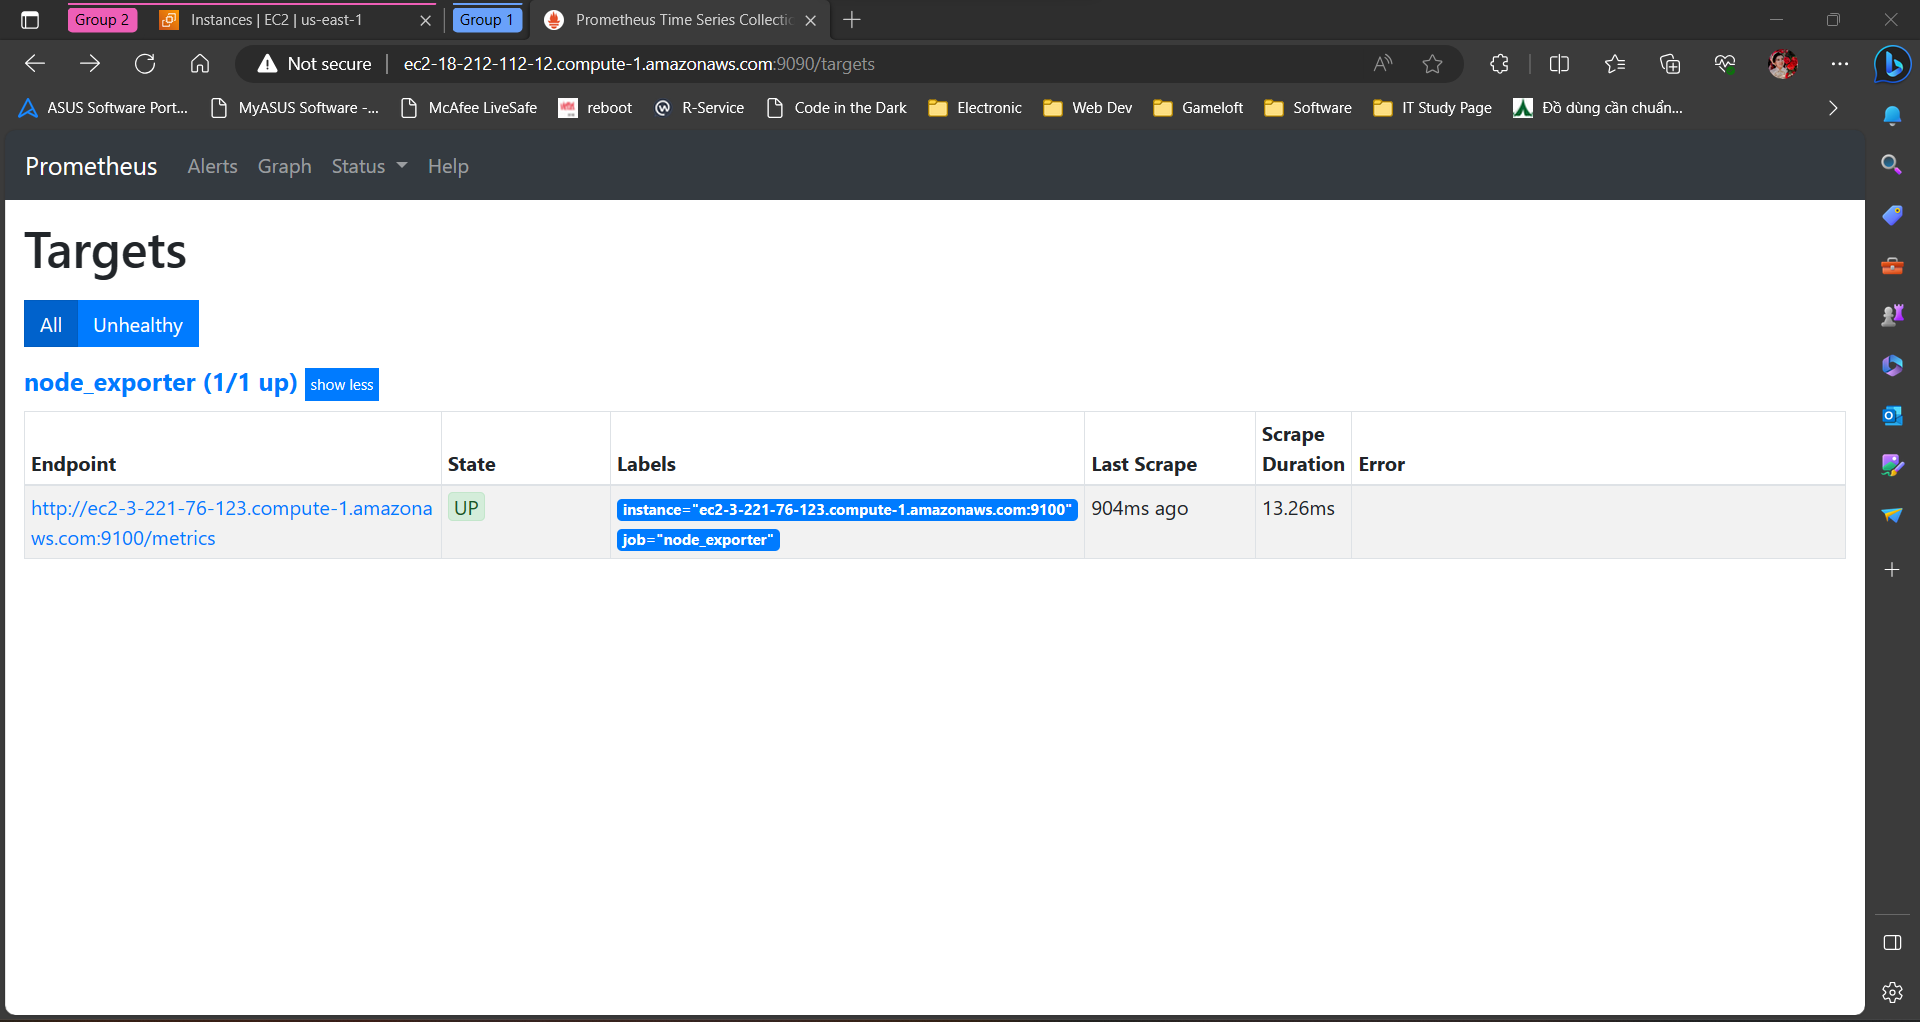 Group 2
Instances | EC2 | us-east-1
Group 1
Prometheus Time Series Collecti
Not secure
ec2-18-212-112-12.compute-1.amazonaws.com:9090/targets
ASUS Software Port...
MyASUS Software -...
McAfee LiveSafe
reboot
R-Service
Code in the Dark
Electronic
Web Dev
Gameloft
Software
IT Study Page
Đồ dùng cần chuẩn...
Prometheus
Alerts
Graph
Status
Help
Targets
All
Unhealthy
node_exporter (1/1 up)
show less
Endpoint
State
Labels
Last Scrape
Scrape
Duration
Error
http://ec2-3-221-76-123.compute-1.amazona
ws.com:9100/metrics
UP
instance="ec2-3-221-76-123.compute-1.amazonaws.com:9100"
job="node_exporter"
904ms ago
13.26ms